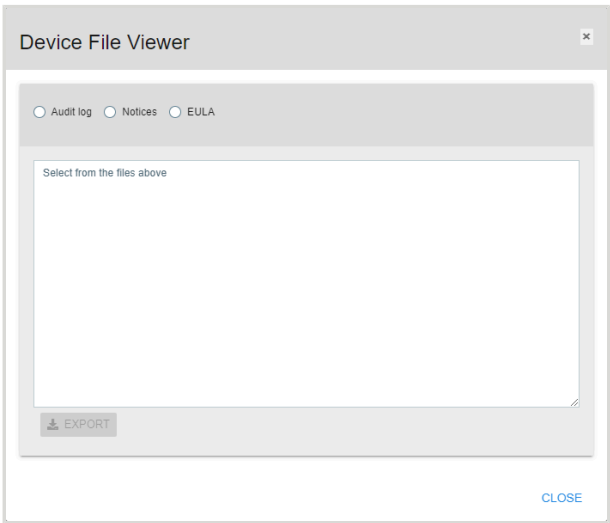 Device File Viewer
Audit log Notices EULA
Select from the files above
EXPORT
CLOSE